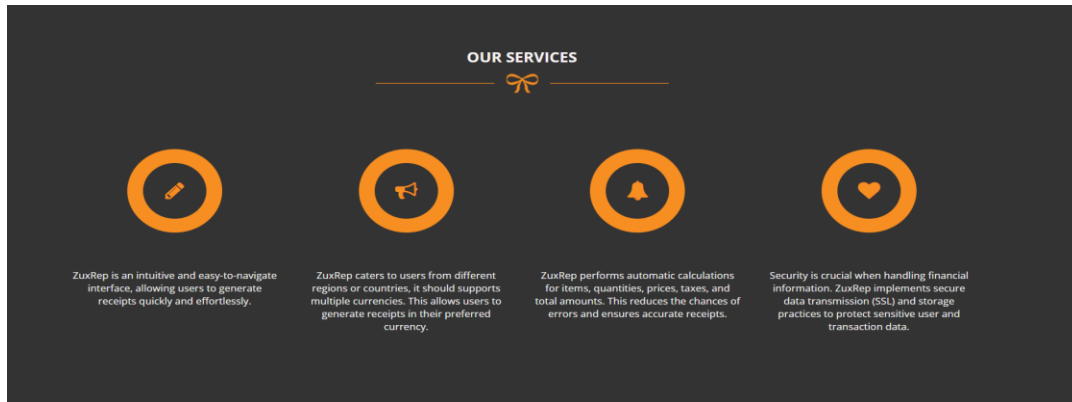 OUR SERVICES
ZuxRep is an intuitive and easy-to-navigate
interface, allowing users to generate
receipts quickly and effortlessly.
ZuxRep caters to users from different
regions or countries, it should supports
multiple currencies. This allows users to
generate receipts in their preferred
currency.
ZuxRep performs automatic calculations
for items, quantities, prices, taxes, and
total amounts. This reduces the chances of
errors and ensures accurate receipts.
Security is crucial when handling financial
information. ZuxRep implements secure
data transmission (SSL) and storage
practices to protect sensitive user and
transaction data.